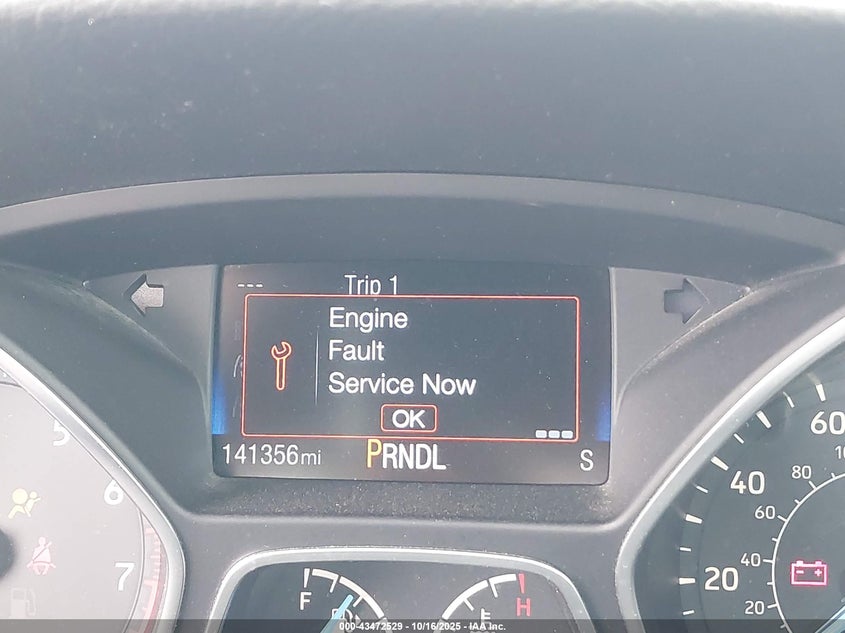 --- Trip 1
Engine
Fault
Service Now
OK
141356mi PRNDL S
5
6
7
60
80
40
60
40
20
20
F
H
000-43472529 - 10/16/2025 - IAA Inc.